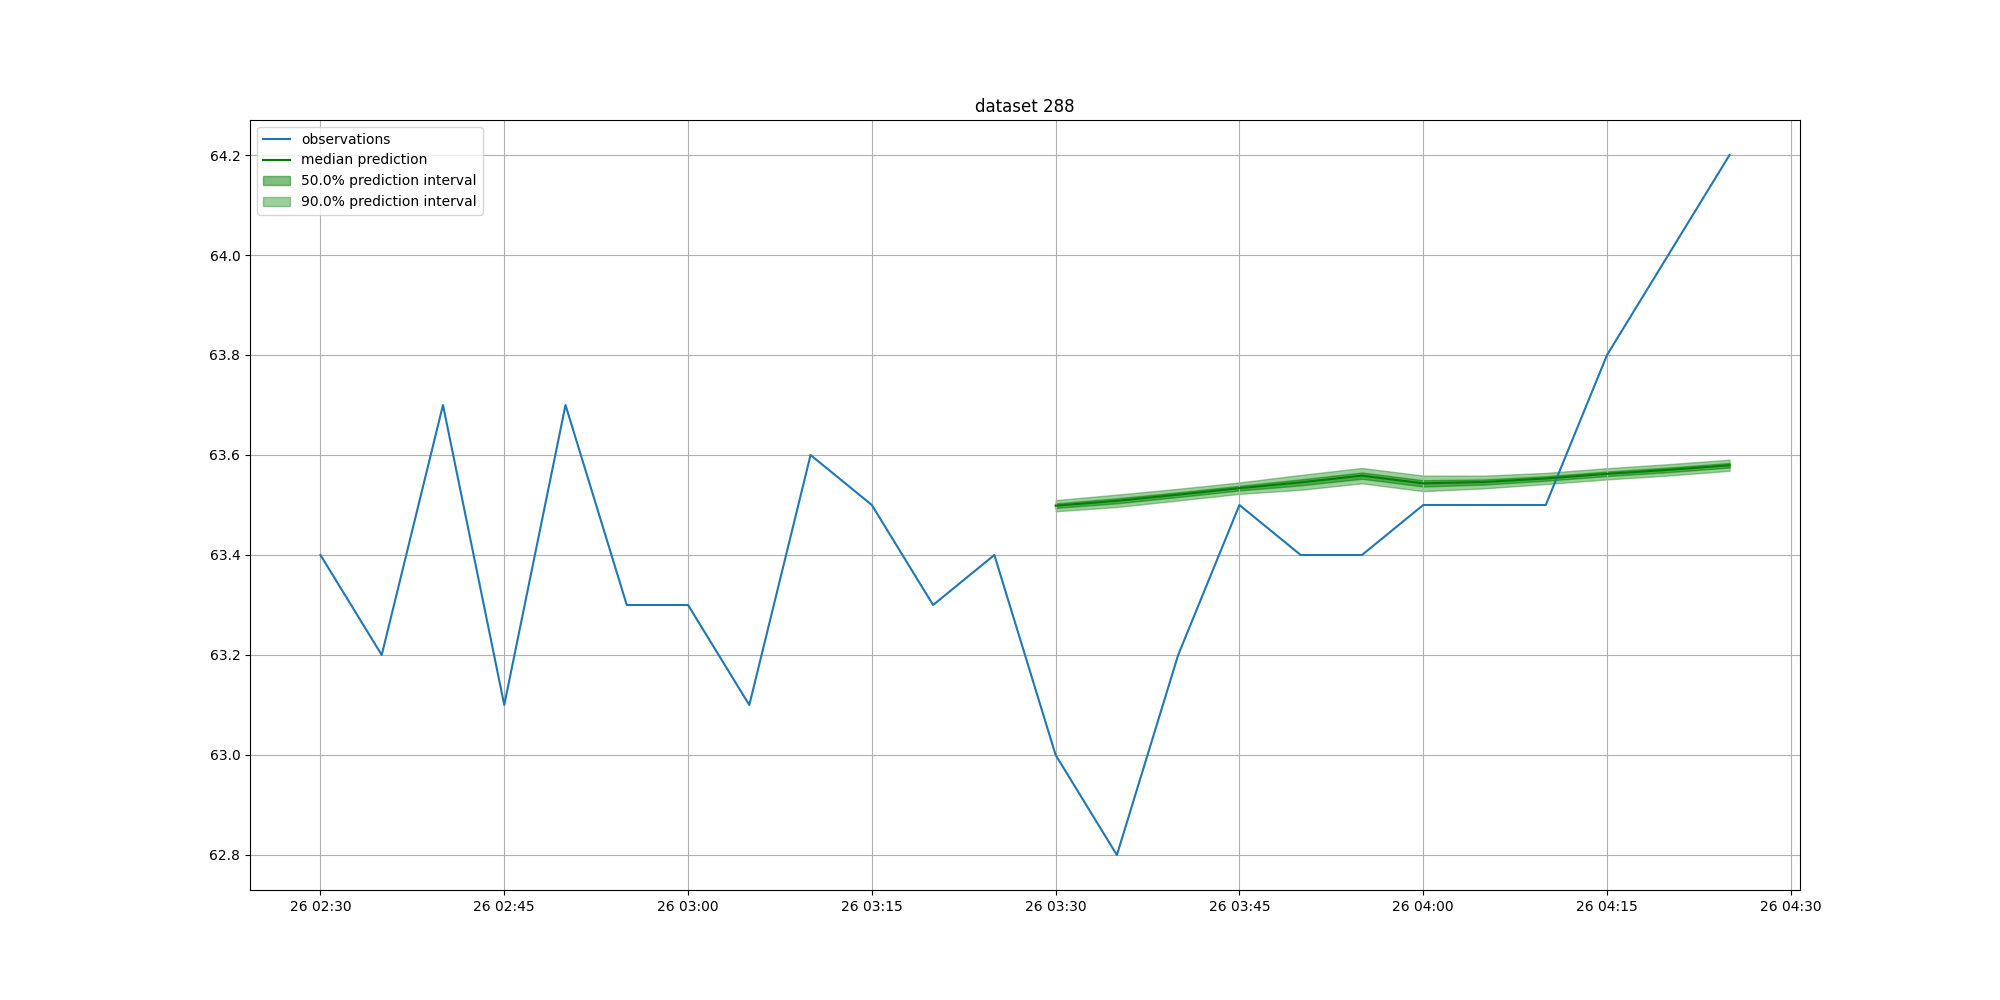 dataset 288
observations
median prediction
50.0% prediction interval
90.0% prediction interval
64.2
64.0
63.8
63.6
63.4
63.2
63.0
62.8
26 02:30 26 02:45 26 03:00 26 03:15 26 03:30 26 03:45 26 04:00 26 04:15 26 04:30